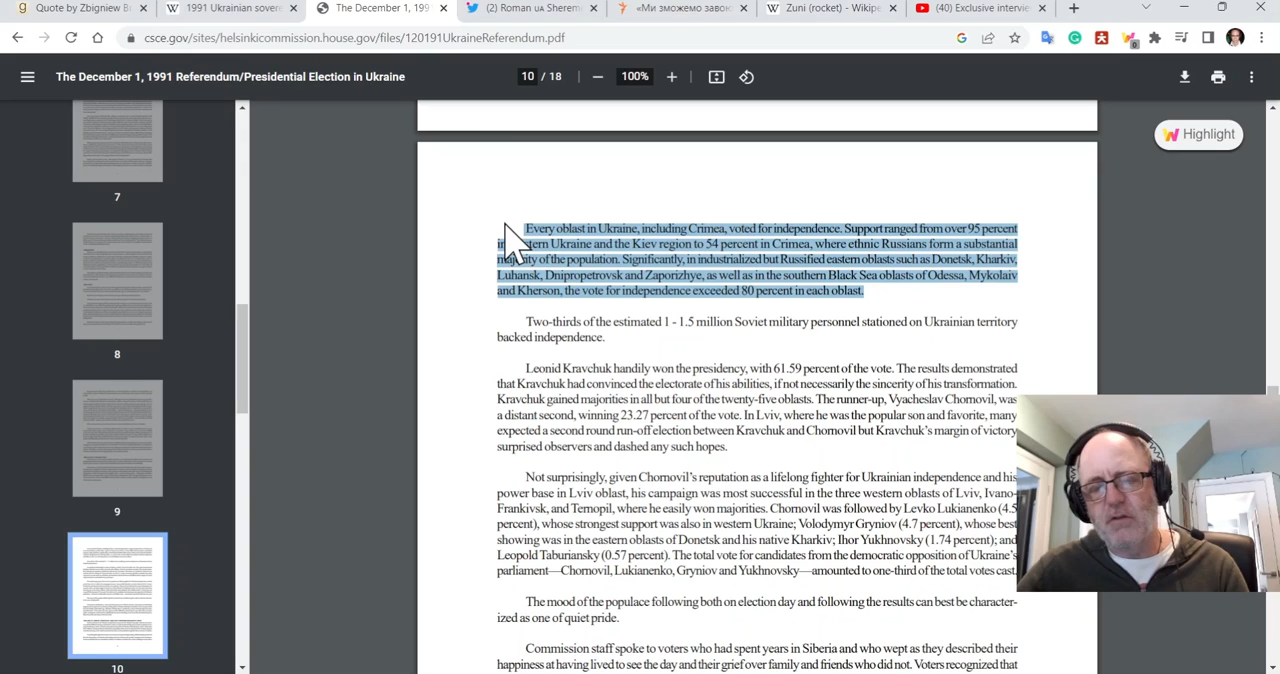 Quote by Zbigniew B
1991 Ukrainian sovere
The December 1, 1991
(2) Roman UA Sherem
«Ми зможемо завою
Zuni (rocket) - Wikipe
(40) Exclusive intervie
csce.gov/sites/helsinkicommission.house.gov/files/120191UkraineReferendum.pdf
The December 1, 1991 Referendum/Presidential Election in Ukraine
10 / 18
100%
Highlight
7
8
9
10
Every oblast in Ukraine, including Crimea, voted for independence. Support ranged from over 95 percent
Ukraine and the Kiev region to 54 percent in Crimea, where ethnic Russians form a substantial
majority of the population. Significantly, in industrialized but Russified eastern oblasts such as Donetsk, Kharkiv,
Luhansk, Dnipropetrovsk and Zaporizhye, as well as in the southern Black Sea oblasts of Odessa, Mykolaiv
and Kherson, the vote for independence exceeded 80 percent in each oblast.
Two-thirds of the estimated 1 - 1.5 million Soviet military personnel stationed on Ukrainian territory
backed independence.
Leonid Kravchuk handily won the presidency, with 61.59 percent of the vote. The results demonstrated
that Kravchuk had convinced the electorate of his abilities, if not necessarily the sincerity of his transformation.
Kravchuk gained majorities in all but four of the twenty-five oblasts. The runner-up, Vyacheslav Chornovil, was
a distant second, winning 23.27 percent of the vote. In Lviv, where he was the popular son and favorite, many
expected a second round run-off election between Kravchuk and Chornovil but Kravchuk's margin of victory
surprised observers and dashed any such hopes.
Not surprisingly, given Chornovil's reputation as a lifelong fighter for Ukrainian independence and his
power base in Lviv oblast, his campaign was most successful in the three western oblasts of Lviv, Ivano-
Frankivsk, and Ternopil, where he easily won majorities. Chornovil was followed by Levko Lukianenko (4.5
percent), whose strongest support was also in western Ukraine; Volodymyr Gryniov (4.7 percent), whose best
showing was in the eastern oblasts of Donetsk and his native Kharkiv; Ihor Yukhnovsky (1.74 percent); and
Leopold Taburiansky (0.57 percent). The total vote for candidates from the democratic opposition of Ukraine's
parliament—Chornovil, Lukianenko, Gryniov and Yukhnovsky—amounted to one-third of the total votes cast.
The mood of the populace following both on election day and following the results can best be character-
ized as one of quiet pride.
Commission staff spoke to voters who had spent years in Siberia and who wept as they described their
happiness at having lived to see the day and their grief over family and friends who did not. Voters recognized that